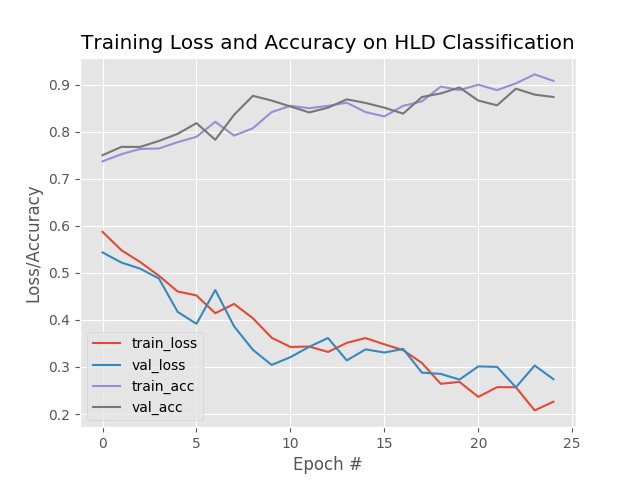 Training Loss and Accuracy on HLD Classification
0.9
0.8
0.7
0.6
0.5
0.4
0.3
0.2
Loss/Accuracy
train_loss
val_loss
train_acc
val_acc
0 5 10 15 20 25
Epoch #